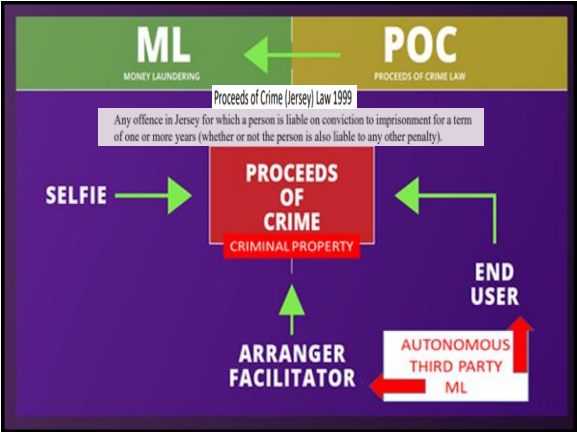 ML
MONEY LAUNDERING
POC
PROCEEDS OF CRIME LAW
Proceeds of Crime (Jersey) Law 1999
Any offence in Jersey for which a person is liable on conviction to imprisonment for a term
of one or more years (whether or not the person is also liable to any other penalty).
SELFIE
PROCEEDS
OF
CRIME
CRIMINAL PROPERTY
END
USER
ARRANGER
FACILITATOR
AUTONOMOUS
THIRD PARTY
ML